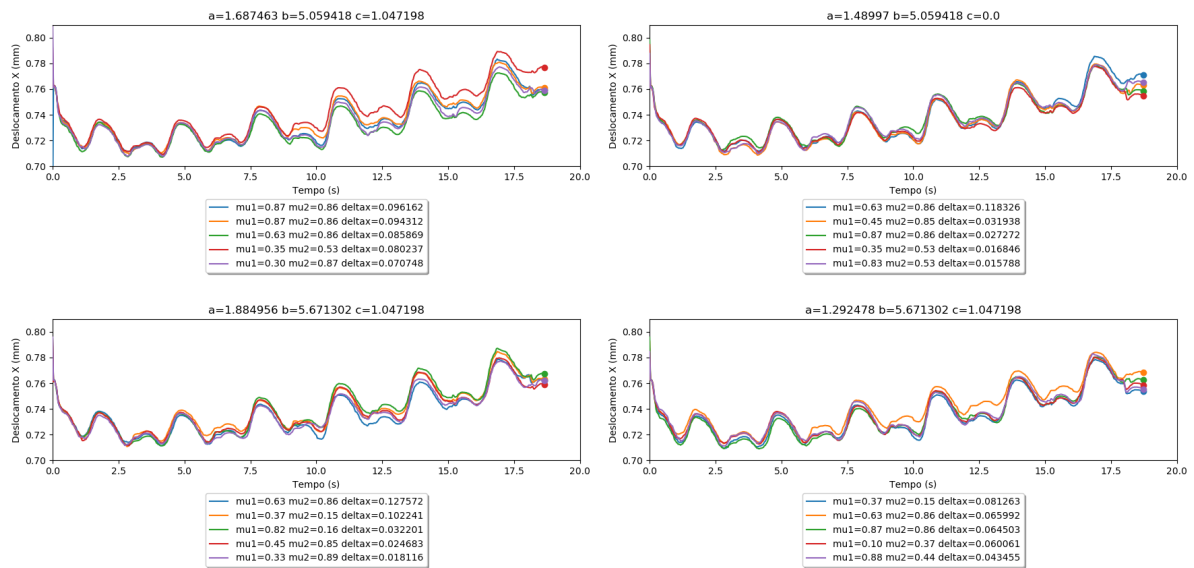 a=1.687463 b=5.059418 c=1.047198
Deslocamento X (mm)
0.80
0.78
0.76
0.74
0.72
0.70
0.0 2.5 5.0 7.5 10.0 12.5 15.0 17.5 20.0
Tempo (s)
mu1=0.87 mu2=0.86 deltax=0.096162
mu1=0.87 mu2=0.86 deltax=0.094312
mu1=0.63 mu2=0.86 deltax=0.085869
mu1=0.35 mu2=0.53 deltax=0.080237
mu1=0.30 mu2=0.87 deltax=0.070748
a=1.48997 b=5.059418 c=0.0
Deslocamento X (mm)
0.80
0.78
0.76
0.74
0.72
0.70
0.0 2.5 5.0 7.5 10.0 12.5 15.0 17.5 20.0
Tempo (s)
mu1=0.63 mu2=0.86 deltax=0.118326
mu1=0.45 mu2=0.85 deltax=0.031938
mu1=0.87 mu2=0.86 deltax=0.027272
mu1=0.35 mu2=0.53 deltax=0.016846
mu1=0.83 mu2=0.53 deltax=0.015788
a=1.884956 b=5.671302 c=1.047198
Deslocamento X (mm)
0.80
0.78
0.76
0.74
0.72
0.70
0.0 2.5 5.0 7.5 10.0 12.5 15.0 17.5 20.0
Tempo (s)
mu1=0.63 mu2=0.86 deltax=0.127572
mu1=0.37 mu2=0.15 deltax=0.102241
mu1=0.82 mu2=0.16 deltax=0.032201
mu1=0.45 mu2=0.85 deltax=0.024683
mu1=0.33 mu2=0.89 deltax=0.018116
a=1.292478 b=5.671302 c=1.047198
Deslocamento X (mm)
0.80
0.78
0.76
0.74
0.72
0.70
0.0 2.5 5.0 7.5 10.0 12.5 15.0 17.5 20.0
Tempo (s)
mu1=0.37 mu2=0.15 deltax=0.081263
mu1=0.63 mu2=0.86 deltax=0.065992
mu1=0.87 mu2=0.86 deltax=0.064503
mu1=0.10 mu2=0.37 deltax=0.060061
mu1=0.88 mu2=0.44 deltax=0.043455